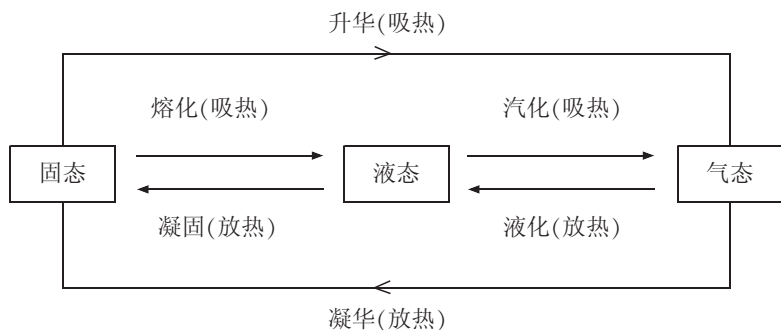 升华(吸热)
熔化(吸热)
汽化(吸热)
固态
液态
气态
凝固(放热)
液化(放热)
凝华(放热)